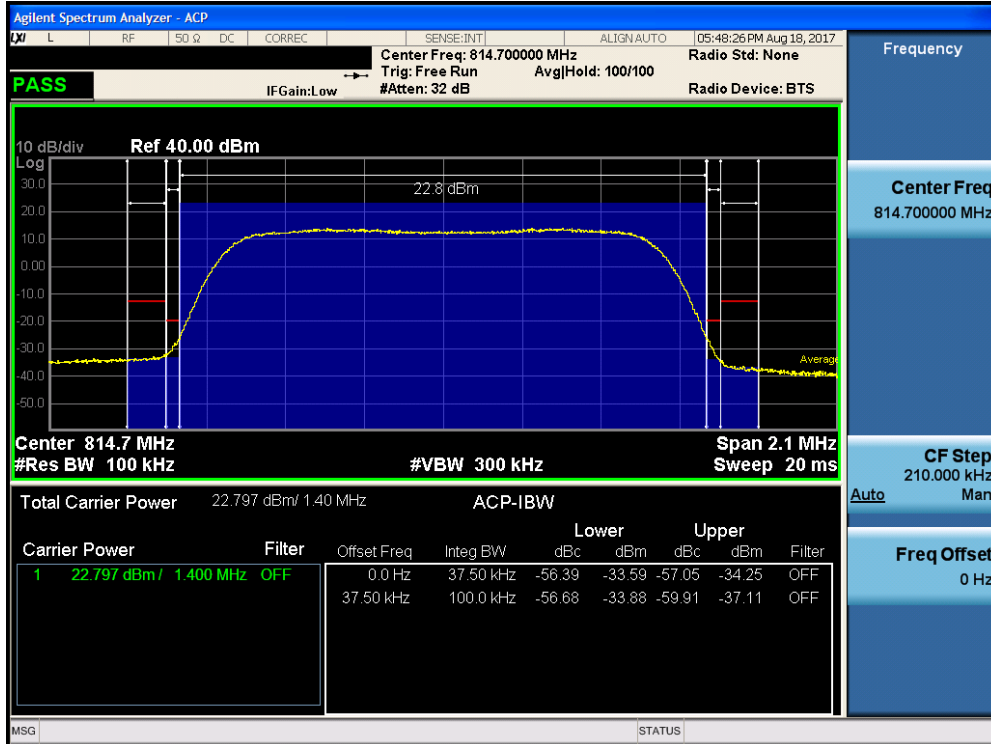 Agilent Spectrum Analyzer - ACP
LXI L RF 50 Ω DC CORREC SENSE:INT ALIGN AUTO 05:48:26 PM Aug 18, 2017
Center Freq: 814.700000 MHz Radio Std: None
Trig: Free Run Avg|Hold: 100/100
PASS IFGain:Low #Atten: 32 dB Radio Device: BTS
10 dB/div Ref 40.00 dBm
Log
30.0
22.8 dBm
20.0
10.0
0.00
-10.0
-20.0
-30.0
Average
-40.0
-50.0
Center 814.7 MHz Span 2.1 MHz
#Res BW 100 kHz #VBW 300 kHz Sweep 20 ms
Total Carrier Power 22.797 dBm/ 1.40 MHz ACP-IBW
Lower Upper
Carrier Power Filter Offset Freq Integ BW dBc dBm dBc dBm Filter
1 22.797 dBm / 1.400 MHz OFF 0.0 Hz 37.50 kHz -56.39 -33.59 -57.05 -34.25 OFF
37.50 kHz 100.0 kHz -56.68 -33.88 -59.91 -37.11 OFF
MSG STATUS
Frequency
Center Freq
814.700000 MHz
CF Step
210.000 kHz
Auto Man
Freq Offset
0 Hz